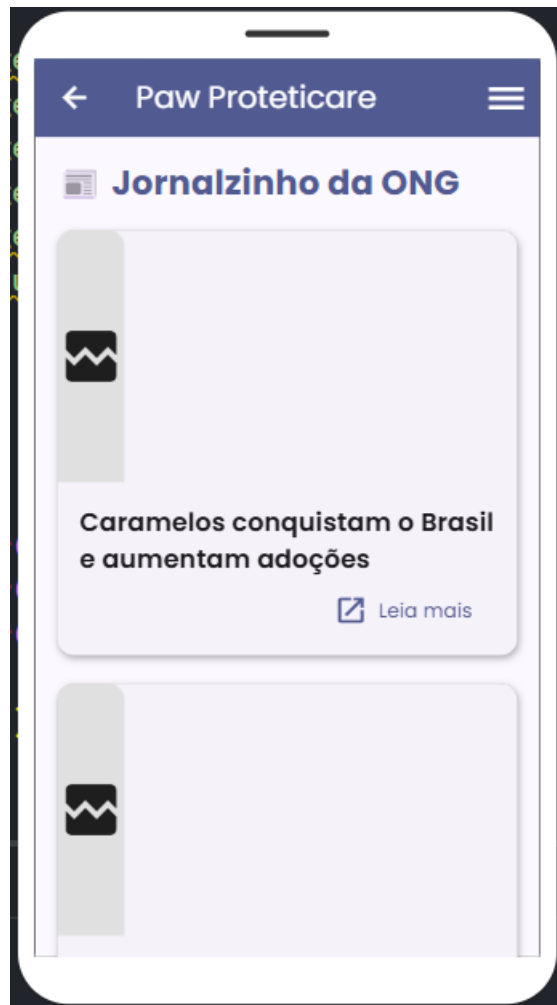 Paw Proteticare
Jornalzinho da ONG
Caramelos conquistam o Brasil
e aumentam adoções
Leia mais